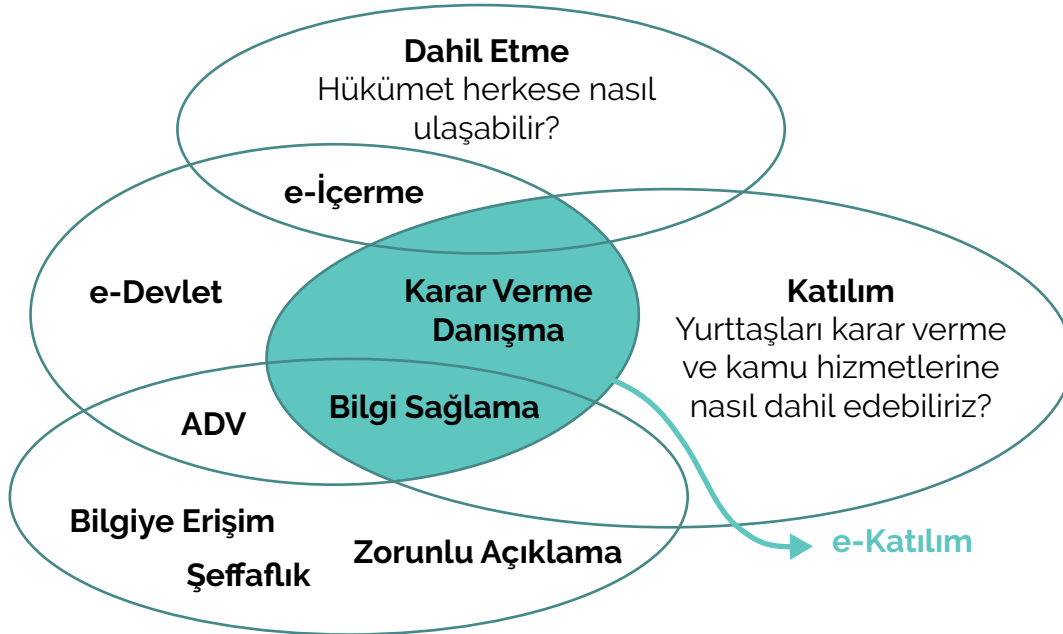 Dahil Etme
Hükümet herkese nasıl
ulaşabilir?
e-İçerme
e-Devlet
Karar Verme
Danışma
Katılım
Yurttaşları karar verme
ve kamu hizmetlerine
nasıl dahil edebiliriz?
Bilgi Sağlama
ADV
Bilgiye Erişim
Zorunlu Açıklama
Şeffaflık
e-Katılım